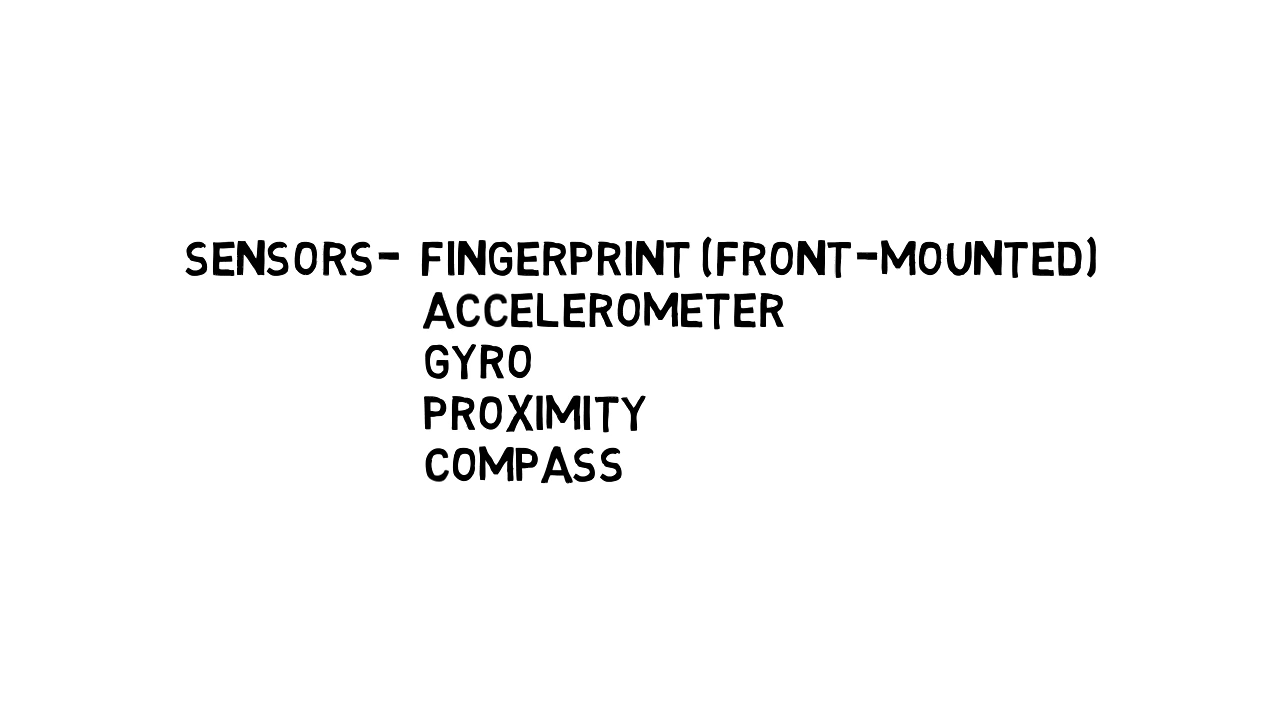 SENSORS- FINGERPRINT (FRONT-MOUNTED)
ACCELEROMETER
GYRO
PROXIMITY
COMPASS